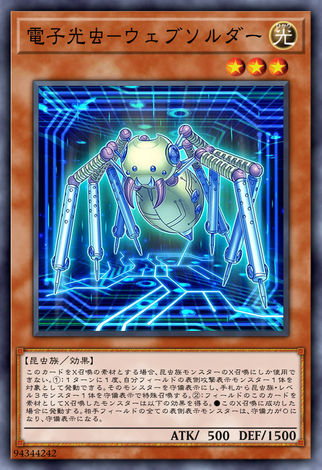 電子光虫-ウェブソルダー
光
【昆虫族/効果】
このカードをX召喚の素材とする場合、昆虫族モンスターのX召喚にしか使用で
きない。①:1ターンに1度、自分フィールドの表側攻撃表示モンスター1体を
対象として発動できる。そのモンスターを守備表示にし、手札から昆虫族・レベ
ル3モンスター1体を守備表示で特殊召喚する。②:フィールドのこのカードを
素材としてX召喚したモンスターは以下の効果を得る。●このX召喚に成功した
場合に発動する。相手フィールドの全ての表側表示モンスターは、守備力が0にな
り、守備表示になる。
ATK/ 500 DEF/1500
94344242